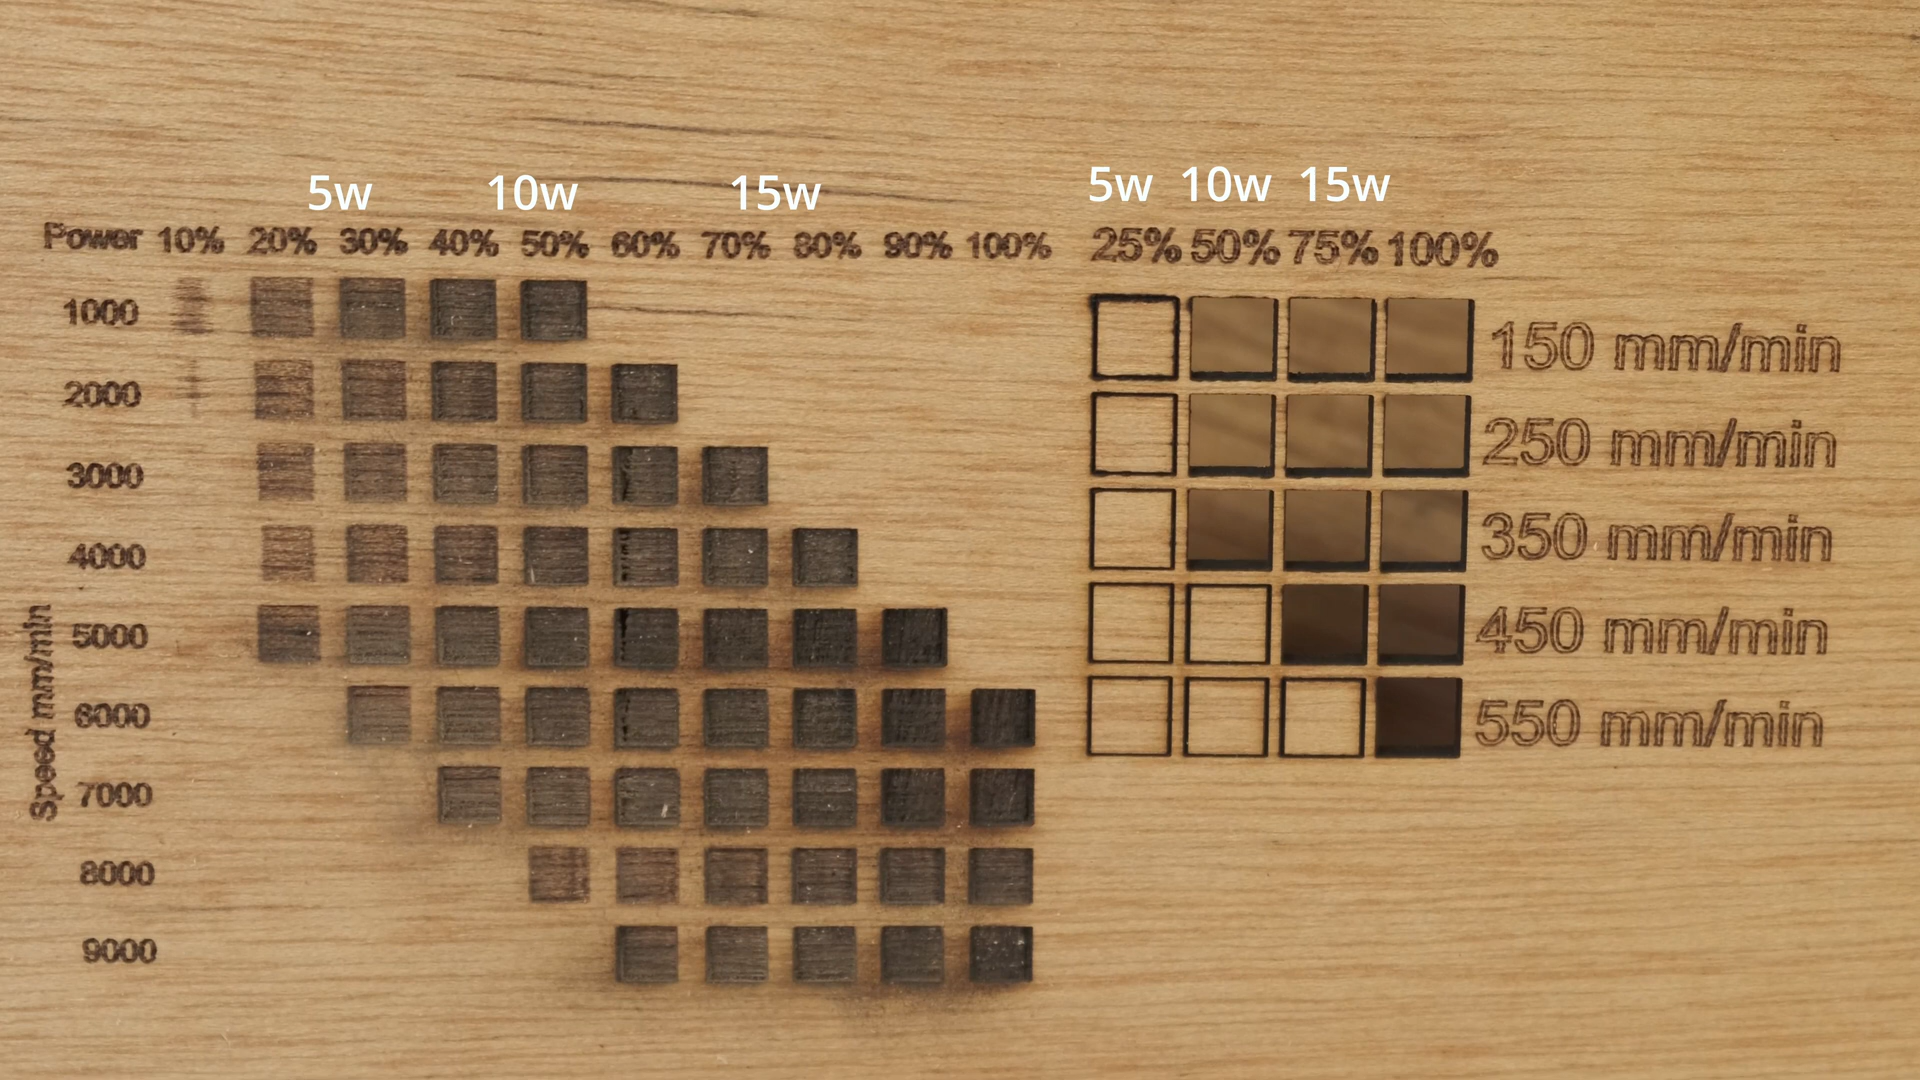 5w 10w 15w
Power 10% 20% 30% 40% 50% 60% 70% 80% 90% 100%
1000
2000
3000
4000
5000
6000
7000
8000
9000
Speed mm/min
5w 10w 15w
25% 50% 75% 100%
150 mm/min
250 mm/min
350 mm/min
450 mm/min
550 mm/min